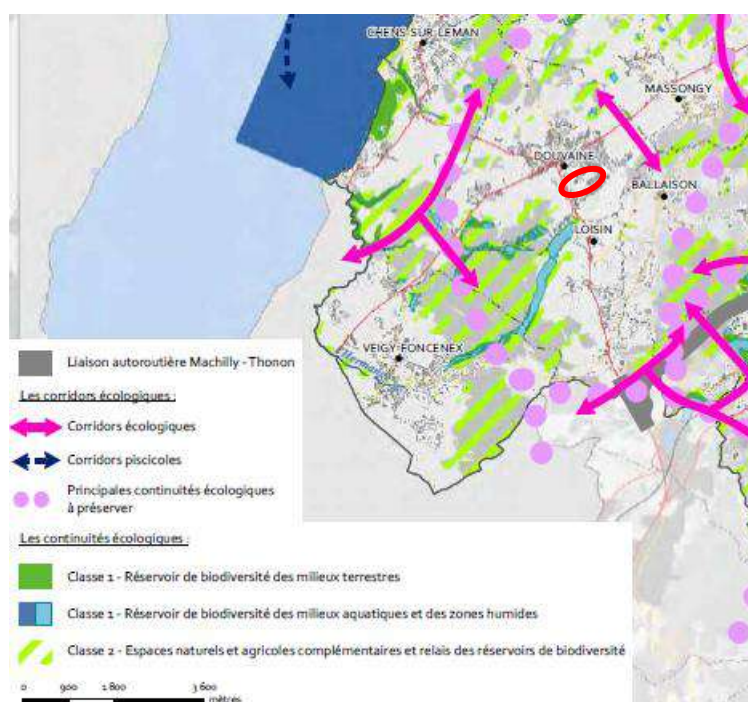 CHENS SUR LEMAN
MASSONGY
DOUVAINE
BALLAISON
LOISIN
VEIGY-FONCENEX
Hermance
Liaison autoroutière Machilly - Thonon
Les corridors écologiques :
Corridors écologiques
Corridors piscicoles
Principales continuités écologiques
à préserver
Les continuités écologiques :
Classe 1 - Réservoir de biodiversité des milieux terrestres
Classe 1 - Réservoir de biodiversité des milieux aquatiques et des zones humides
Classe 2 - Espaces naturels et agricoles complémentaires et relais des réservoirs de biodiversité
0 900 1 800 3 600
mètres